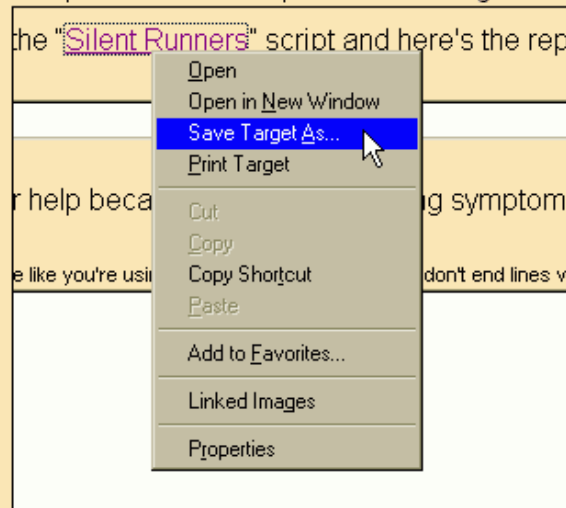 the "Silent Runners" script and here's the rep
Open
Open in New Window
Save Target As...
Print Target
r help beca
g symptom
Cut
Copy
e like you're usi
Copy Shortcut
don't end lines
Paste
Add to Favorites...
Linked Images
Properties